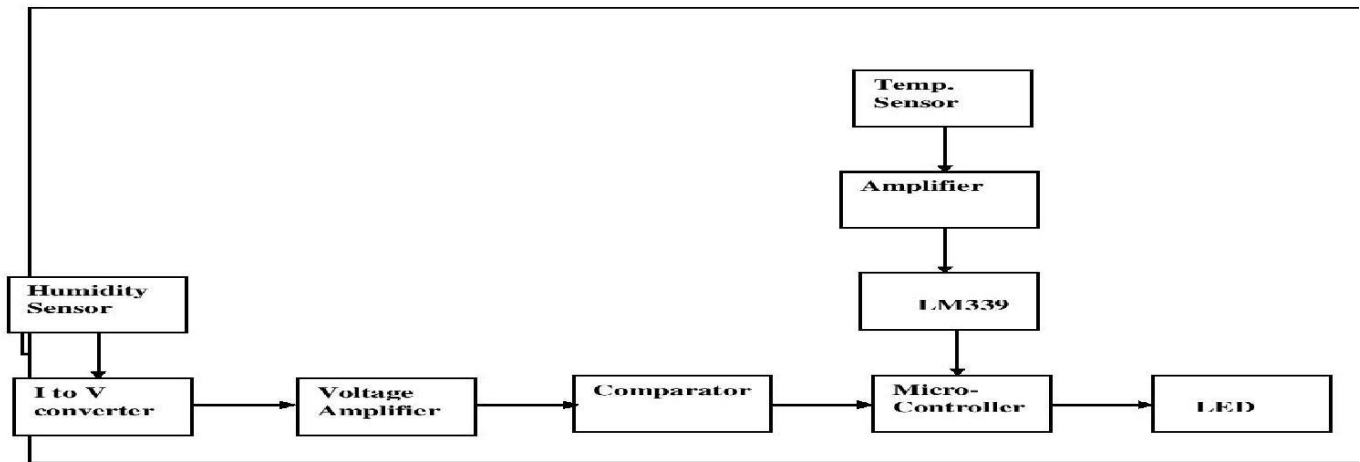 Temp.
Sensor
Amplifier
LM339
Humidity
Sensor
I to V
converter
Voltage
Amplifier
Comparator
Micro-
Controller
LED